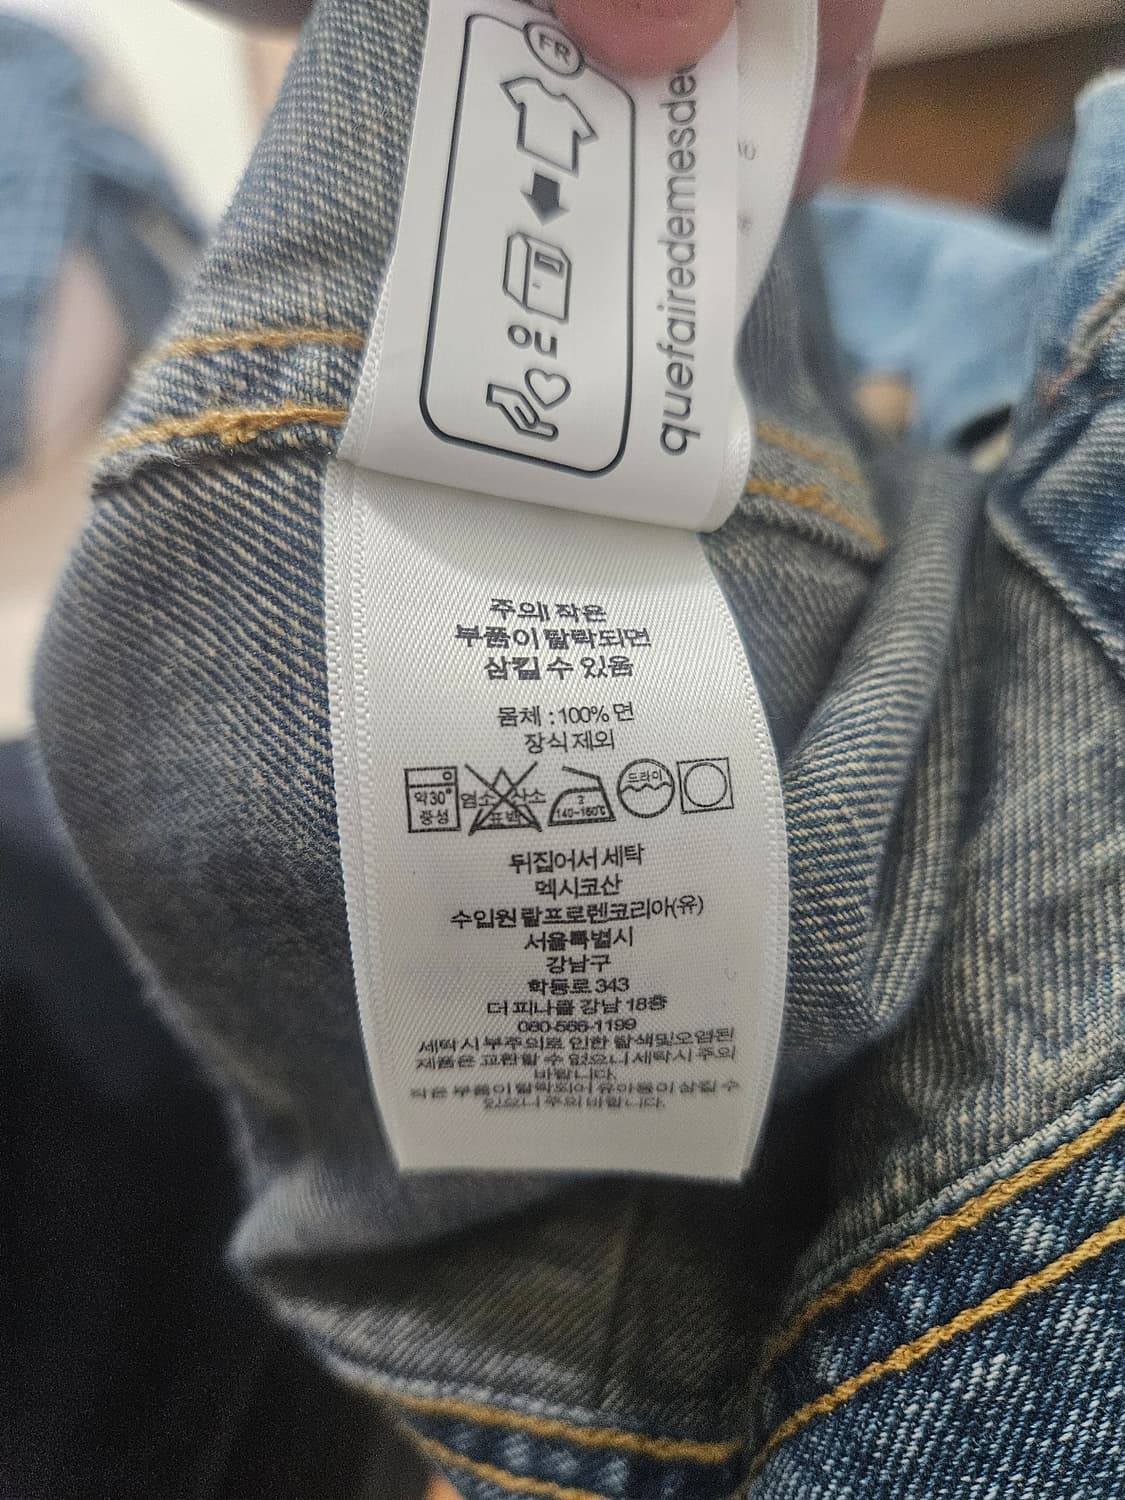 FR
quefairedemesde
주의! 작은
부품이 탈락되면
삼킬 수 있음
몸체 : 100% 면
장식 제외
약30°
중성
염소 산소
표백
2
140-160℃
드라이
뒤집어서 세탁
멕시코산
수입원 랄프로렌코리아(유)
서울특별시
강남구
학동로 343
더 피나클 강남 18층
080-566-1199
세탁 시 부주의로 인한 탈색 및 오염된
제품은 교환할 수 없으니 세탁 시 주의
바랍니다.
작은 부품이 탈락되어 유아들이 삼킬 수
있으니 주의 바랍니다.